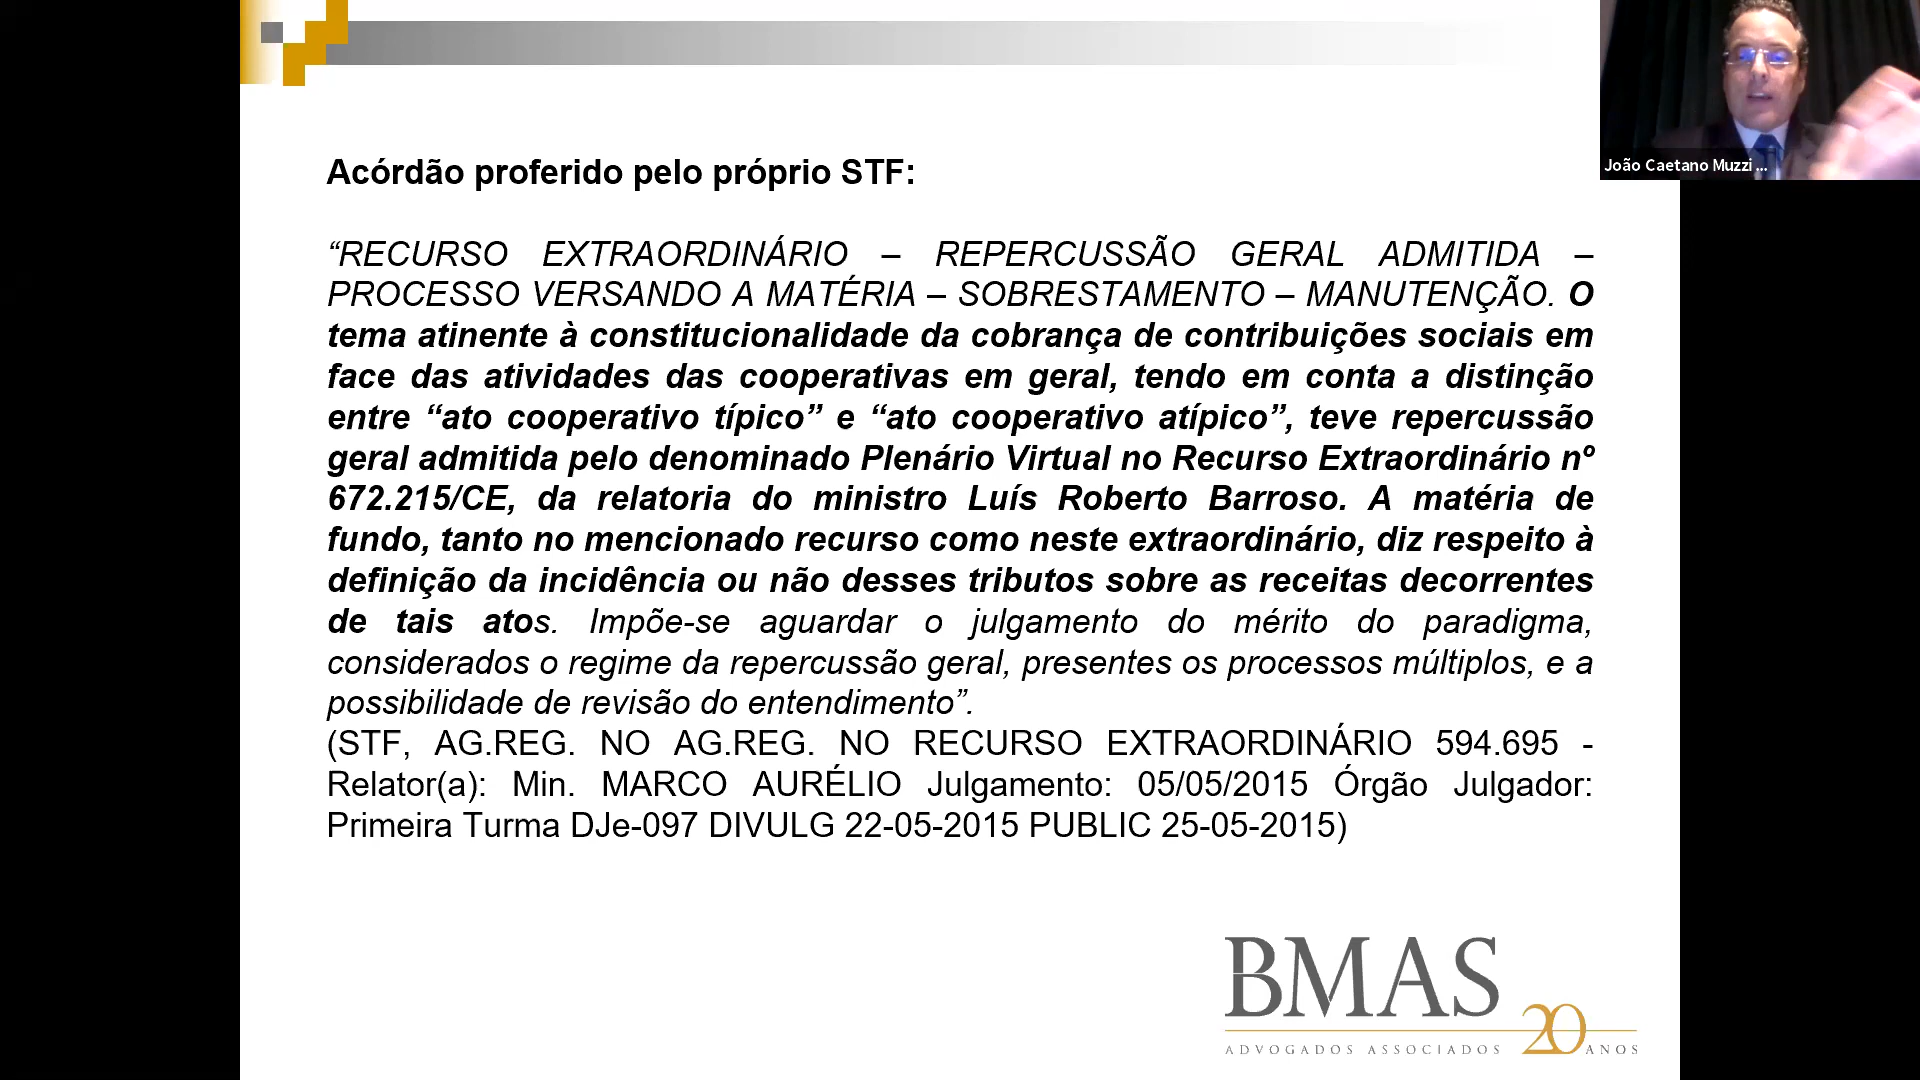 João Caetano Muzzi ...
Acórdão proferido pelo próprio STF:
“RECURSO EXTRAORDINÁRIO – REPERCUSSÃO GERAL ADMITIDA –
PROCESSO VERSANDO A MATÉRIA – SOBRESTAMENTO – MANUTENÇÃO. O
tema atinente à constitucionalidade da cobrança de contribuições sociais em
face das atividades das cooperativas em geral, tendo em conta a distinção
entre “ato cooperativo típico” e “ato cooperativo atípico”, teve repercussão
geral admitida pelo denominado Plenário Virtual no Recurso Extraordinário nº
672.215/CE, da relatoria do ministro Luís Roberto Barroso. A matéria de
fundo, tanto no mencionado recurso como neste extraordinário, diz respeito à
definição da incidência ou não desses tributos sobre as receitas decorrentes
de tais atos. Impõe-se aguardar o julgamento do mérito do paradigma,
considerados o regime da repercussão geral, presentes os processos múltiplos, e a
possibilidade de revisão do entendimento”.
(STF, AG.REG. NO AG.REG. NO RECURSO EXTRAORDINÁRIO 594.695 -
Relator(a): Min. MARCO AURÉLIO Julgamento: 05/05/2015 Órgão Julgador:
Primeira Turma DJe-097 DIVULG 22-05-2015 PUBLIC 25-05-2015)
BMAS
ADVOGADOS ASSOCIADOS 20 ANOS